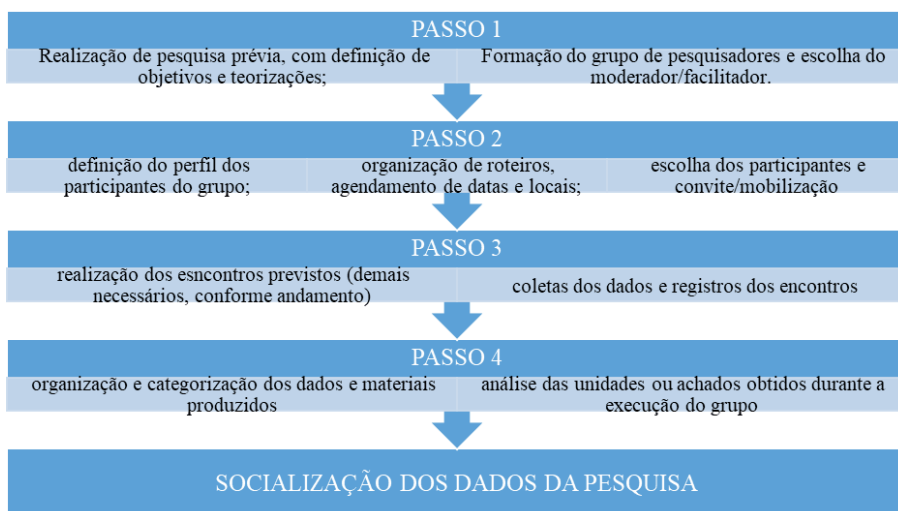 PASSO 1
Realização de pesquisa prévia, com definição de
objetivos e teorizações;
Formação do grupo de pesquisadores e escolha do
moderador/facilitador.
PASSO 2
definição do perfil dos
participantes do grupo;
organização de roteiros,
agendamento de datas e locais;
escolha dos participantes e
convite/mobilização
PASSO 3
realização dos esncontros previstos (demais
necessários, conforme andamento)
coletas dos dados e registros dos encontros
PASSO 4
organização e categorização dos dados e materiais
produzidos
análise das unidades ou achados obtidos durante a
execução do grupo
SOCIALIZAÇÃO DOS DADOS DA PESQUISA